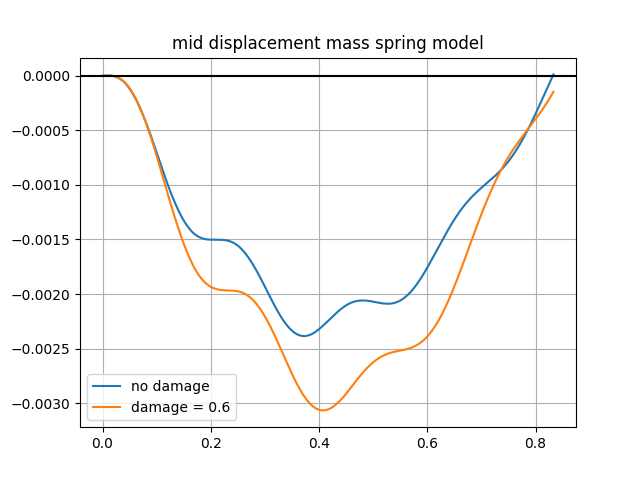 mid displacement mass spring model
0.0000
−0.0005
−0.0010
−0.0015
−0.0020
−0.0025
−0.0030
no damage
damage = 0.6
0.0 0.2 0.4 0.6 0.8